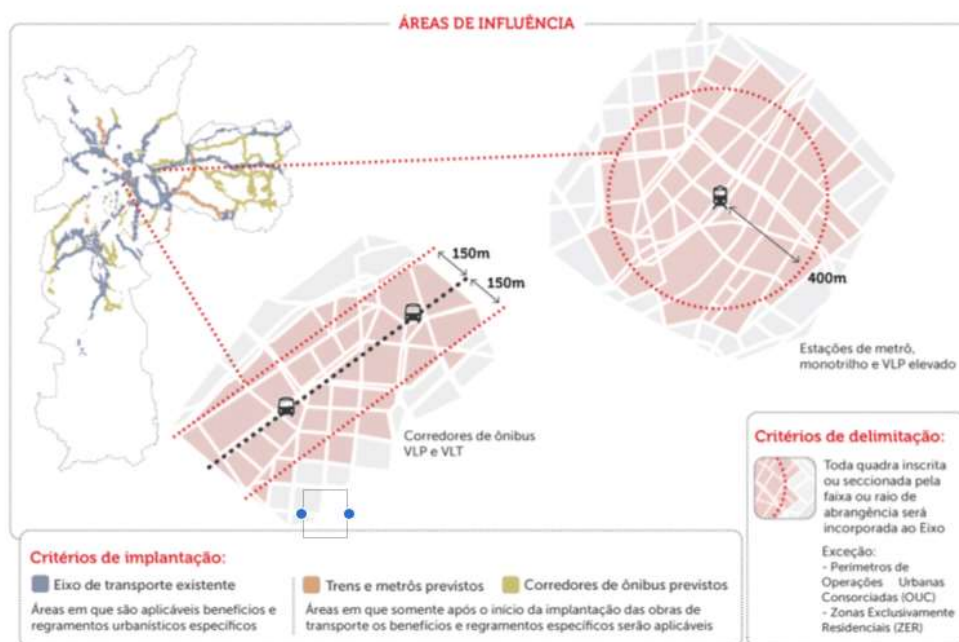 ÁREAS DE INFLUÊNCIA
150m
150m
400m
Estações de metrô,
monotrilho e VLP elevado
Corredores de ônibus
VLP e VLT
Critérios de delimitação:
Toda quadra inscrita
ou seccionada pela
faixa ou raio de
abrangência será
incorporada ao Eixo
Exceção:
- Perímetros de
Operações Urbanas
Consorciadas (OUC)
- Zonas Exclusivamente
Residenciais (ZER)
Critérios de implantação:
Eixo de transporte existente
Áreas em que são aplicáveis benefícios e
regramentos urbanísticos específicos
Trens e metrôs previstos
Corredores de ônibus previstos
Áreas em que somente após o início da implantação das obras de
transporte os benefícios e regramentos específicos serão aplicáveis